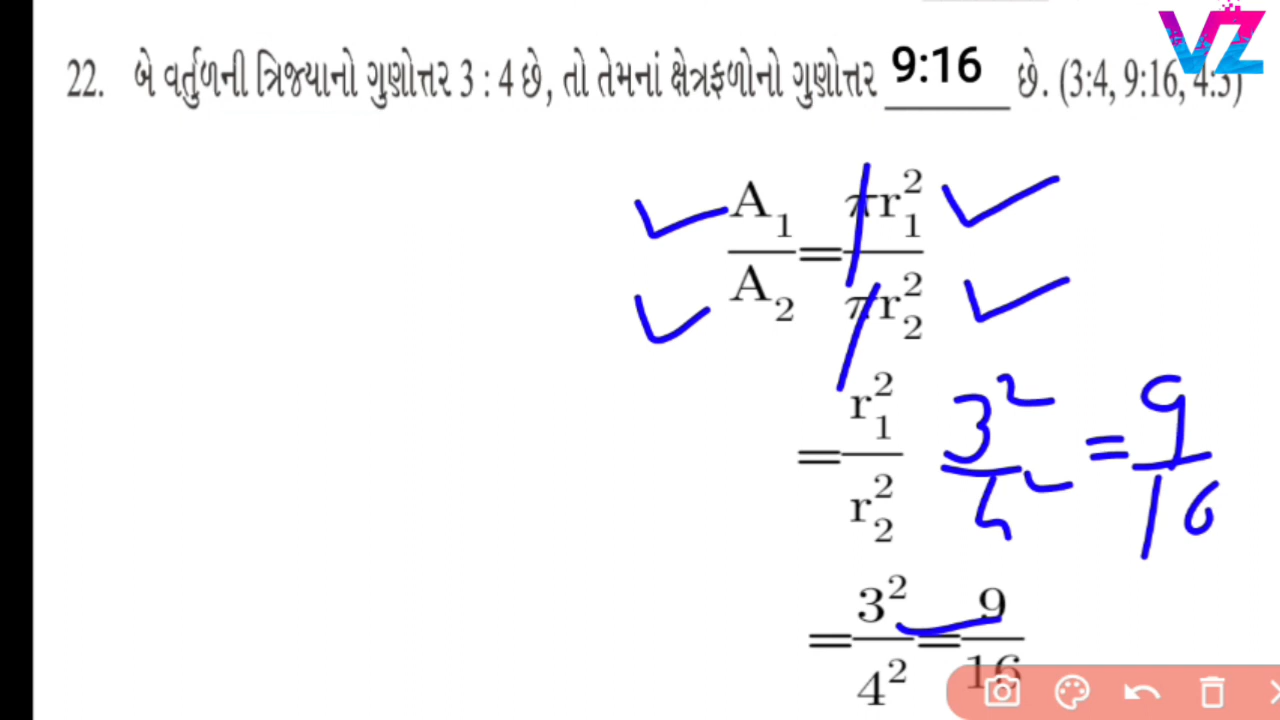 VZ
22. બે વર્તુળની ત્રિજ્યાનો ગુણોત્તર 3 : 4 છે, તો તેમનાં ક્ષેત્રફળોનો ગુણોત્તર 9:16 છે. (3:4, 9:16, 4:3)
A₁/A₂ = πr₁²/πr₂²
= r₁²/r₂² 3²/4² = 9/16
= 3²/4² = 9/16